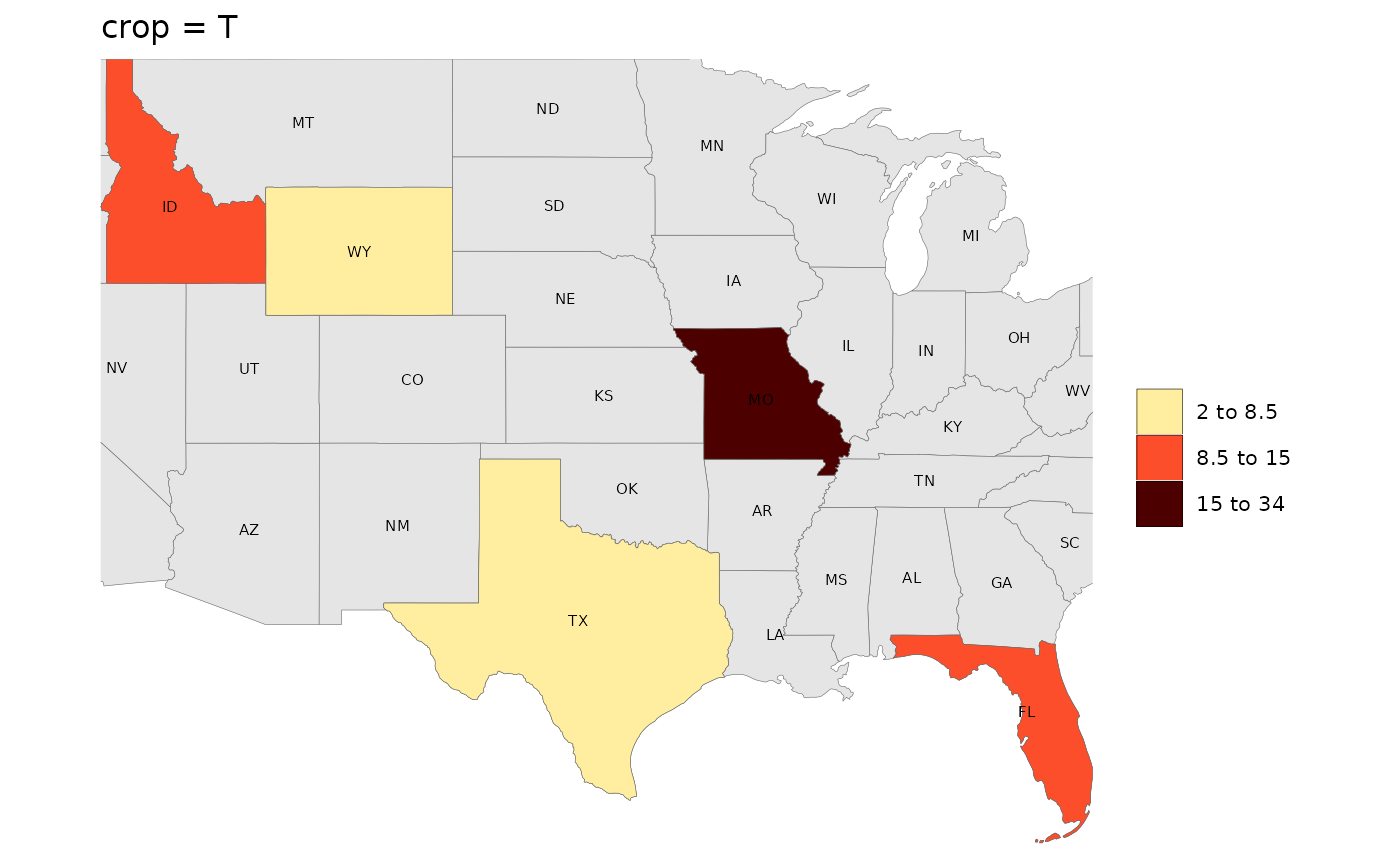 crop = T
ND
MT
MN
WI
SD
ID
MI
WY
IA
NE
OH
IL
IN
NV
UT
CO
WV
KS
MO
KY
TN
OK
AR
AZ
NM
SC
AL
MS
GA
TX
LA
FL
2 to 8.5
8.5 to 15
15 to 34